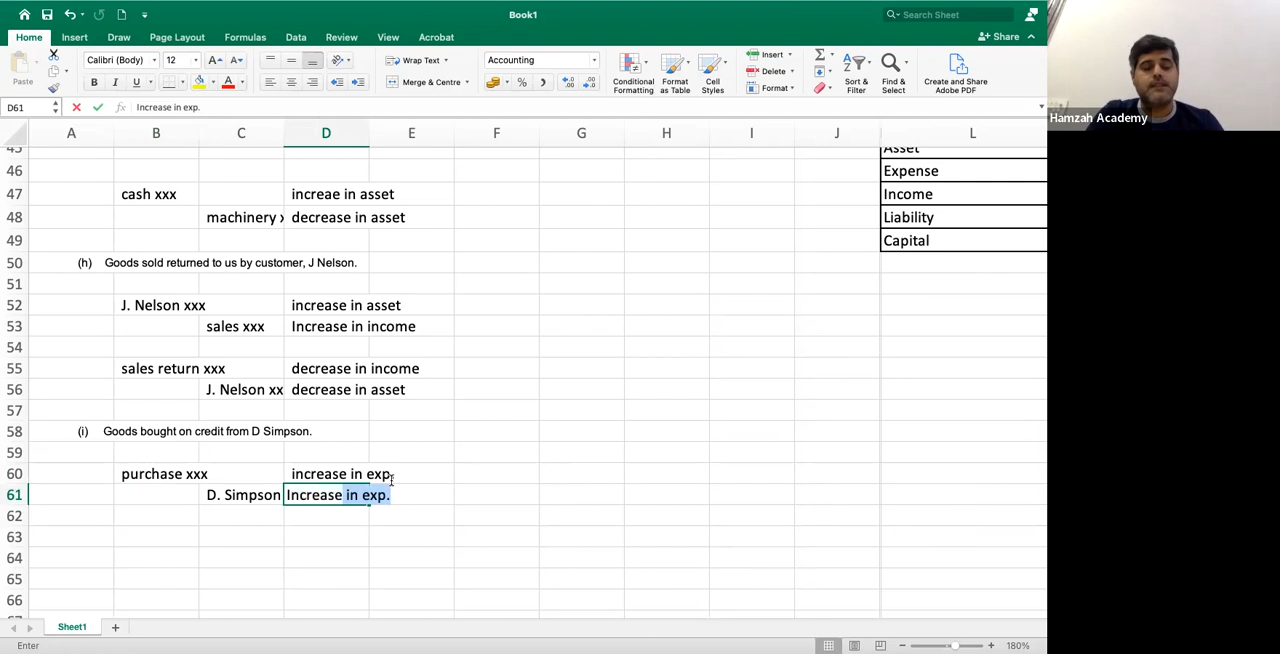 Book1
Search Sheet
Home Insert Draw Page Layout Formulas Data Review View Acrobat
Share
Paste
Calibri (Body) 12
Wrap Text
Accounting
Insert
B I U A
Merge & Centre
Delete
Format
Conditional Formatting
Format as Table
Cell Styles
Sort & Filter
Find & Select
Create and Share Adobe PDF
D61 fx Increase in exp.
Hamzah Academy
A B C D E F G H I J L
45 Asset
46 Expense
47 cash xxx increae in asset Income
48 machinery x decrease in asset Liability
49 Capital
50 (h) Goods sold returned to us by customer, J Nelson.
51
52 J. Nelson xxx increase in asset
53 sales xxx Increase in income
54
55 sales return xxx decrease in income
56 J. Nelson xx decrease in asset
57
58 (i) Goods bought on credit from D Simpson.
59
60 purchase xxx increase in exp.
61 D. Simpson Increase in exp.
62
63
64
65
66
67
Sheet1 +
Enter 180%